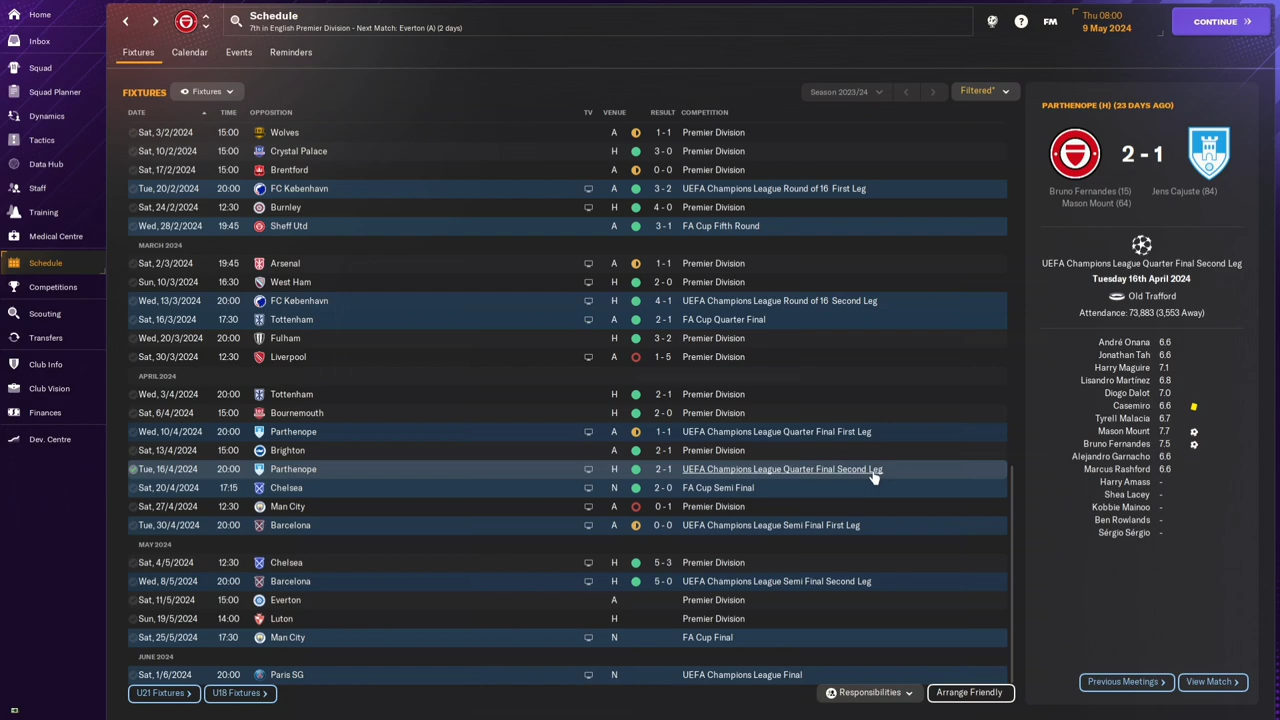 Schedule
7th in English Premier Division - Next Match: Everton (A) (2 days)
FM
Thu 08:00
9 May 2024
CONTINUE
Home
Inbox
Squad
Squad Planner
Dynamics
Tactics
Data Hub
Staff
Training
Medical Centre
Schedule
Competitions
Scouting
Transfers
Club Info
Club Vision
Finances
Dev. Centre
Fixtures Calendar Events Reminders
FIXTURES Fixtures Season 2023/24 Filtered*
DATE TIME OPPOSITION TV VENUE RESULT COMPETITION
Sat, 3/2/2024 15:00 Wolves A 1 - 1 Premier Division
Sat, 10/2/2024 15:00 Crystal Palace H 3 - 0 Premier Division
Sat, 17/2/2024 15:00 Brentford A 0 - 0 Premier Division
Tue, 20/2/2024 20:00 FC København A 3 - 2 UEFA Champions League Round of 16 First Leg
Sat, 24/2/2024 12:30 Burnley H 4 - 0 Premier Division
Wed, 28/2/2024 19:45 Sheff Utd A 3 - 1 FA Cup Fifth Round
MARCH 2024
Sat, 2/3/2024 19:45 Arsenal A 1 - 1 Premier Division
Sun, 10/3/2024 16:30 West Ham H 2 - 0 Premier Division
Wed, 13/3/2024 20:00 FC København H 4 - 1 UEFA Champions League Round of 16 Second Leg
Sat, 16/3/2024 17:30 Tottenham A 2 - 1 FA Cup Quarter Final
Wed, 20/3/2024 20:00 Fulham H 3 - 2 Premier Division
Sat, 30/3/2024 12:30 Liverpool A 1 - 5 Premier Division
APRIL 2024
Wed, 3/4/2024 20:00 Tottenham H 2 - 1 Premier Division
Sat, 6/4/2024 15:00 Bournemouth H 2 - 0 Premier Division
Wed, 10/4/2024 20:00 Parthenope A 1 - 1 UEFA Champions League Quarter Final First Leg
Sat, 13/4/2024 15:00 Brighton A 2 - 1 Premier Division
Tue, 16/4/2024 20:00 Parthenope H 2 - 1 UEFA Champions League Quarter Final Second Leg
Sat, 20/4/2024 17:15 Chelsea N 2 - 0 FA Cup Semi Final
Sat, 27/4/2024 12:30 Man City A 0 - 1 Premier Division
Tue, 30/4/2024 20:00 Barcelona A 0 - 0 UEFA Champions League Semi Final First Leg
MAY 2024
Sat, 4/5/2024 12:30 Chelsea H 5 - 3 Premier Division
Wed, 8/5/2024 20:00 Barcelona H 5 - 0 UEFA Champions League Semi Final Second Leg
Sat, 11/5/2024 15:00 Everton A Premier Division
Sun, 19/5/2024 14:00 Luton H Premier Division
Sat, 25/5/2024 17:30 Man City N FA Cup Final
JUNE 2024
Sat, 1/6/2024 20:00 Paris SG N UEFA Champions League Final
U21 Fixtures U18 Fixtures Responsibilities Arrange Friendly
PARTHENOPE (H) (23 DAYS AGO)
2 - 1
Bruno Fernandes (15) Jens Cajuste (84)
Mason Mount (64)
UEFA Champions League Quarter Final Second Leg
Tuesday 16th April 2024
Old Trafford
Attendance: 73,883 (3,553 Away)
André Onana 6.6
Jonathan Tah 6.6
Harry Maguire 7.1
Lisandro Martínez 6.8
Diogo Dalot 7.0
Casemiro 6.6
Tyrell Malacia 6.7
Mason Mount 7.7
Bruno Fernandes 7.5
Alejandro Garnacho 6.6
Marcus Rashford 6.6
Harry Amass -
Shea Lacey -
Kobbie Mainoo -
Ben Rowlands -
Sérgio Sérgio -
Previous Meetings View Match